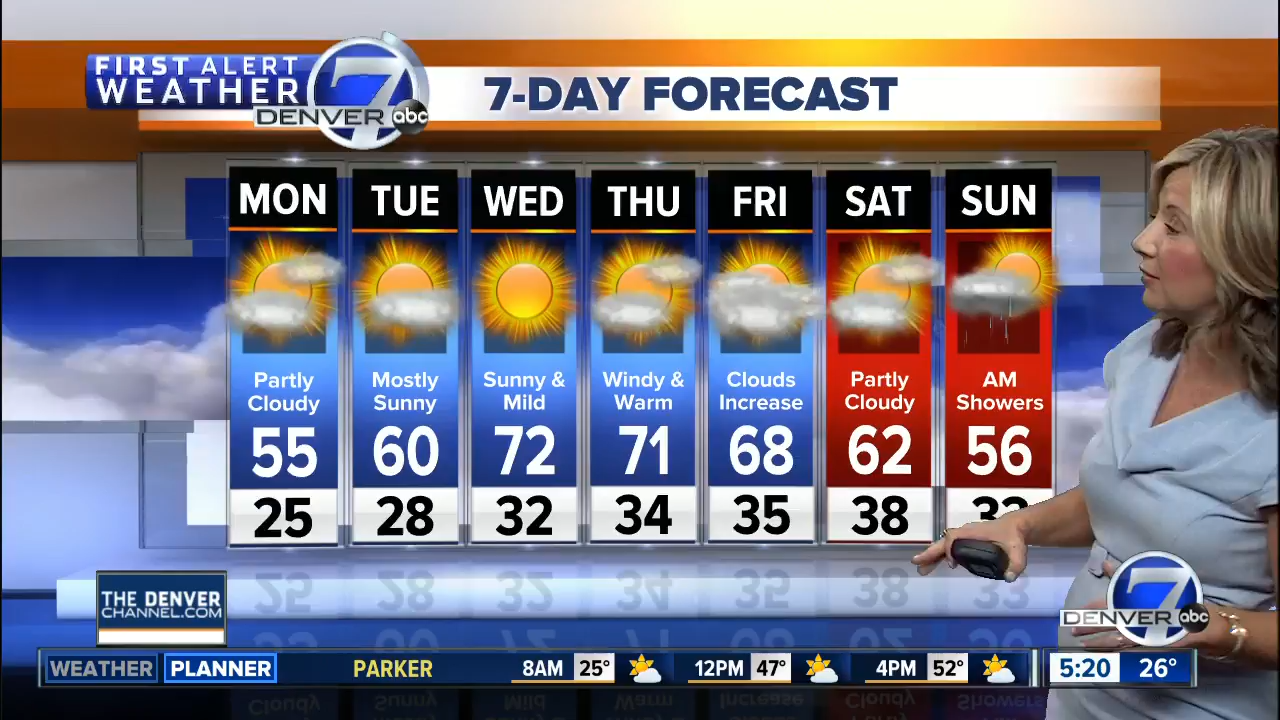 FIRST ALERT
WEATHER
7
DENVER abc
7-DAY FORECAST
MON TUE WED THU FRI SAT SUN
Partly Cloudy
Mostly Sunny
Sunny & Mild
Windy & Warm
Clouds Increase
Partly Cloudy
AM Showers
55 60 72 71 68 62 56
25 28 32 34 35 38 33
THE DENVER
CHANNEL.COM
DENVER 7 abc
WEATHER PLANNER PARKER 8AM 25° 12PM 47° 4PM 52° 5:20 26°